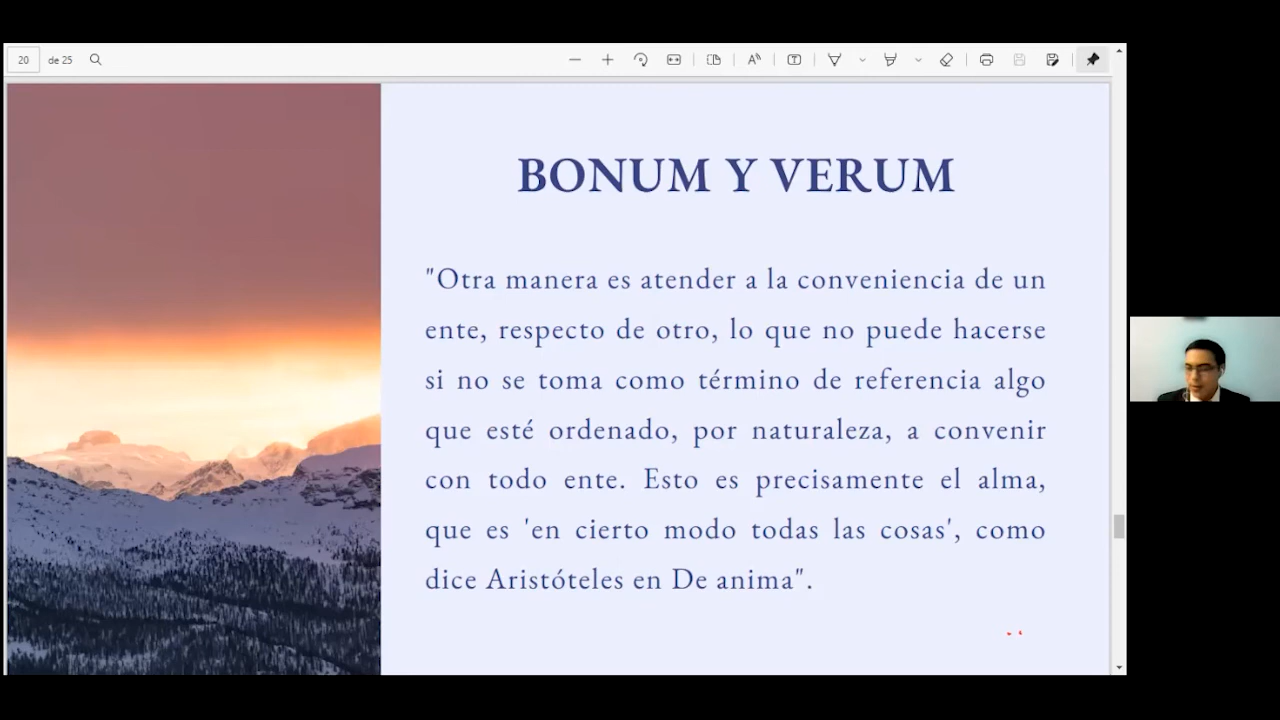 20 de 25
BONUM Y VERUM
"Otra manera es atender a la conveniencia de un
ente, respecto de otro, lo que no puede hacerse
si no se toma como término de referencia algo
que esté ordenado, por naturaleza, a convenir
con todo ente. Esto es precisamente el alma,
que es 'en cierto modo todas las cosas', como
dice Aristóteles en De anima".